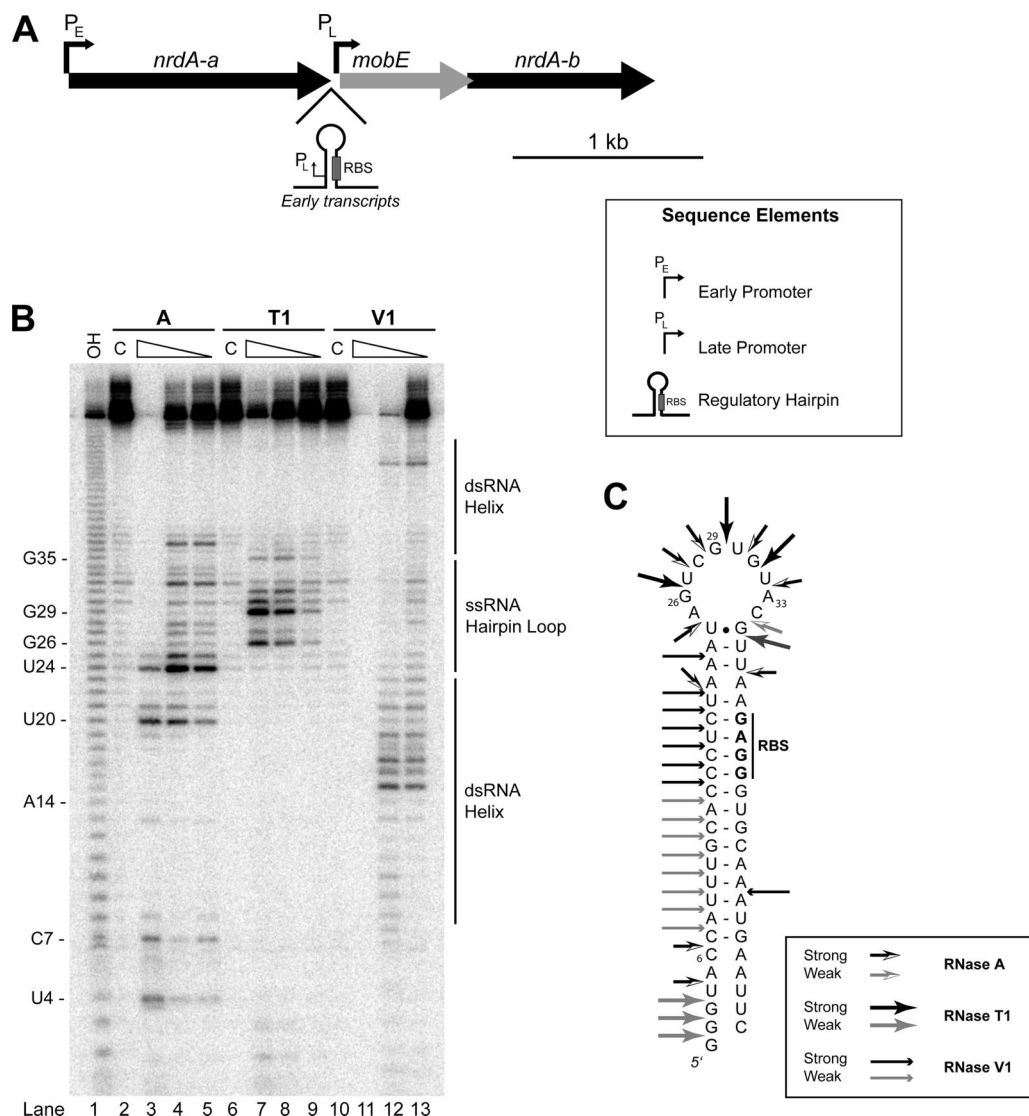 A
P_E
P_L
nrdA-a
mobE
nrdA-b
P_L
RBS
Early transcripts
1 kb
Sequence Elements
P_E
Early Promoter
P_L
Late Promoter
RBS
Regulatory Hairpin
B
A
T1
V1
OH
C
C
C
G35 -
G29 -
G26 -
U24 -
U20 -
A14 -
C7 -
U4 -
dsRNA
Helix
ssRNA
Hairpin Loop
dsRNA
Helix
Lane 1 2 3 4 5 6 7 8 9 10 11 12 13
C
29
C G U
U G
G U
26
A A
33
C
U • G
A - U
A - U
A A
U - A
C - G
U - A
C - G
C - G
C - G
RBS
A - U
C - G
G - C
U - A
U - A
U - A
A - U
C - G
6
C A
A A
U U
G U
G C
G
5'
Strong
Weak
RNase A
Strong
Weak
RNase T1
Strong
Weak
RNase V1